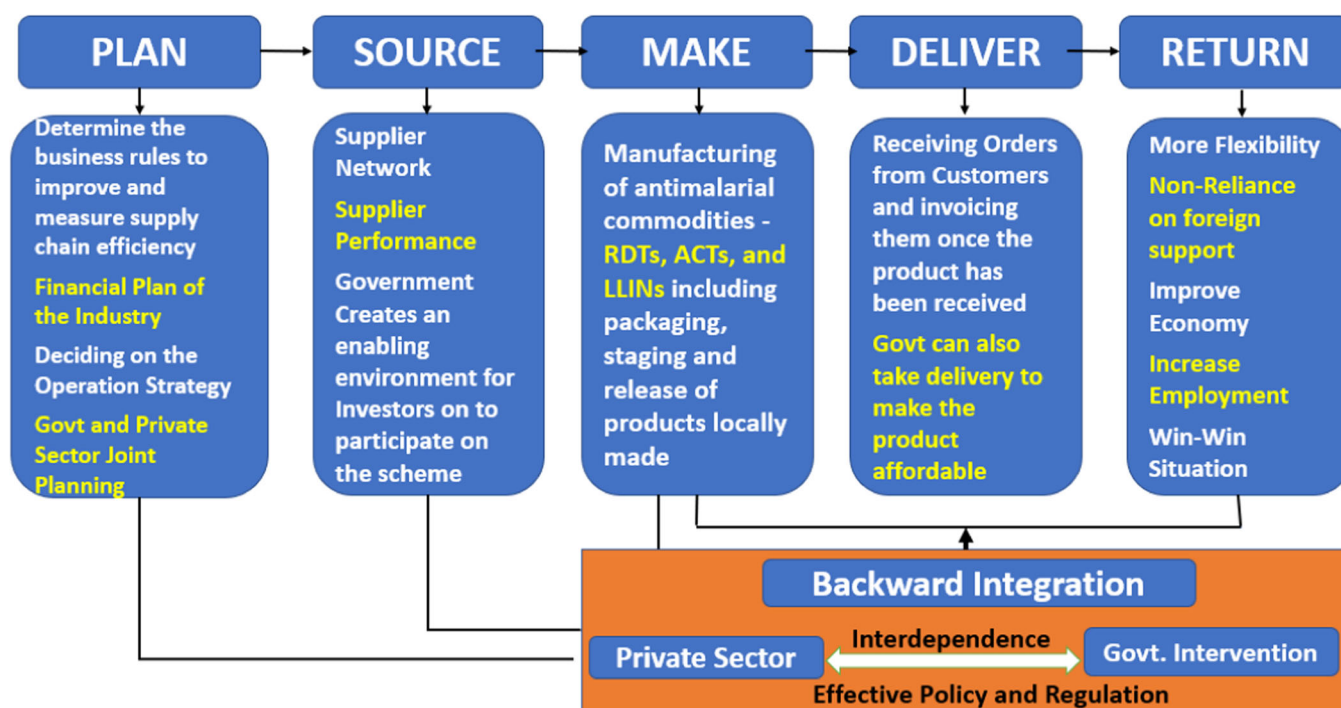 PLAN
SOURCE
MAKE
DELIVER
RETURN
Determine the
business rules to
improve and
measure supply
chain efficiency
Financial Plan of
the Industry
Deciding on the
Operation Strategy
Govt and Private
Sector Joint
Planning
Supplier
Network
Supplier
Performance
Government
Creates an
enabling
environment for
Investors on to
participate on
the scheme
Manufacturing
of antimalarial
commodities -
RDTs, ACTs, and
LLINs including
packaging,
staging and
release of
products locally
made
Receiving Orders
from Customers
and invoicing
them once the
product has
been received
Govt can also
take delivery to
make the
product
affordable
More Flexibility
Non-Reliance
on foreign
support
Improve
Economy
Increase
Employment
Win-Win
Situation
Backward Integration
Private Sector
Interdependence
Govt. Intervention
Effective Policy and Regulation